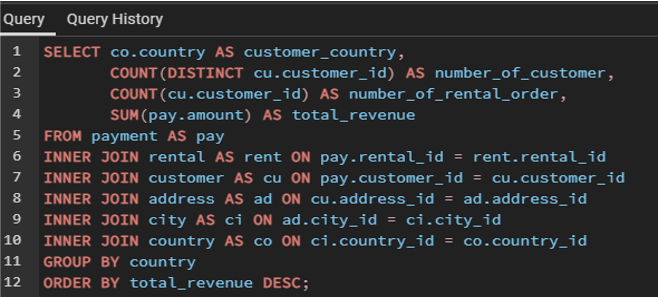 Query Query History
1 SELECT co.country AS customer_country,
2 COUNT(DISTINCT cu.customer_id) AS number_of_customer,
3 COUNT(cu.customer_id) AS number_of_rental_order,
4 SUM(pay.amount) AS total_revenue
5 FROM payment AS pay
6 INNER JOIN rental AS rent ON pay.rental_id = rent.rental_id
7 INNER JOIN customer AS cu ON pay.customer_id = cu.customer_id
8 INNER JOIN address AS ad ON cu.address_id = ad.address_id
9 INNER JOIN city AS ci ON ad.city_id = ci.city_id
10 INNER JOIN country AS co ON ci.country_id = co.country_id
11 GROUP BY country
12 ORDER BY total_revenue DESC;